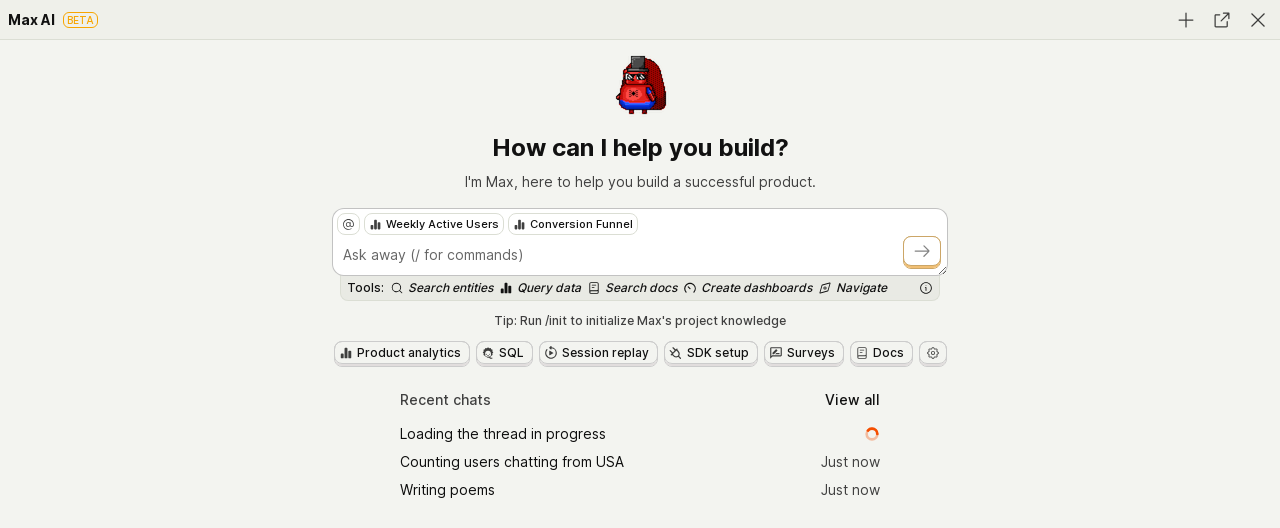 Max AI BETA
How can I help you build?
I'm Max, here to help you build a successful product.
@ Weekly Active Users Conversion Funnel
Ask away (/ for commands)
Tools: Search entities Query data Search docs Create dashboards Navigate
Tip: Run /init to initialize Max's project knowledge
Product analytics SQL Session replay SDK setup Surveys Docs
Recent chats View all
Loading the thread in progress
Counting users chatting from USA Just now
Writing poems Just now